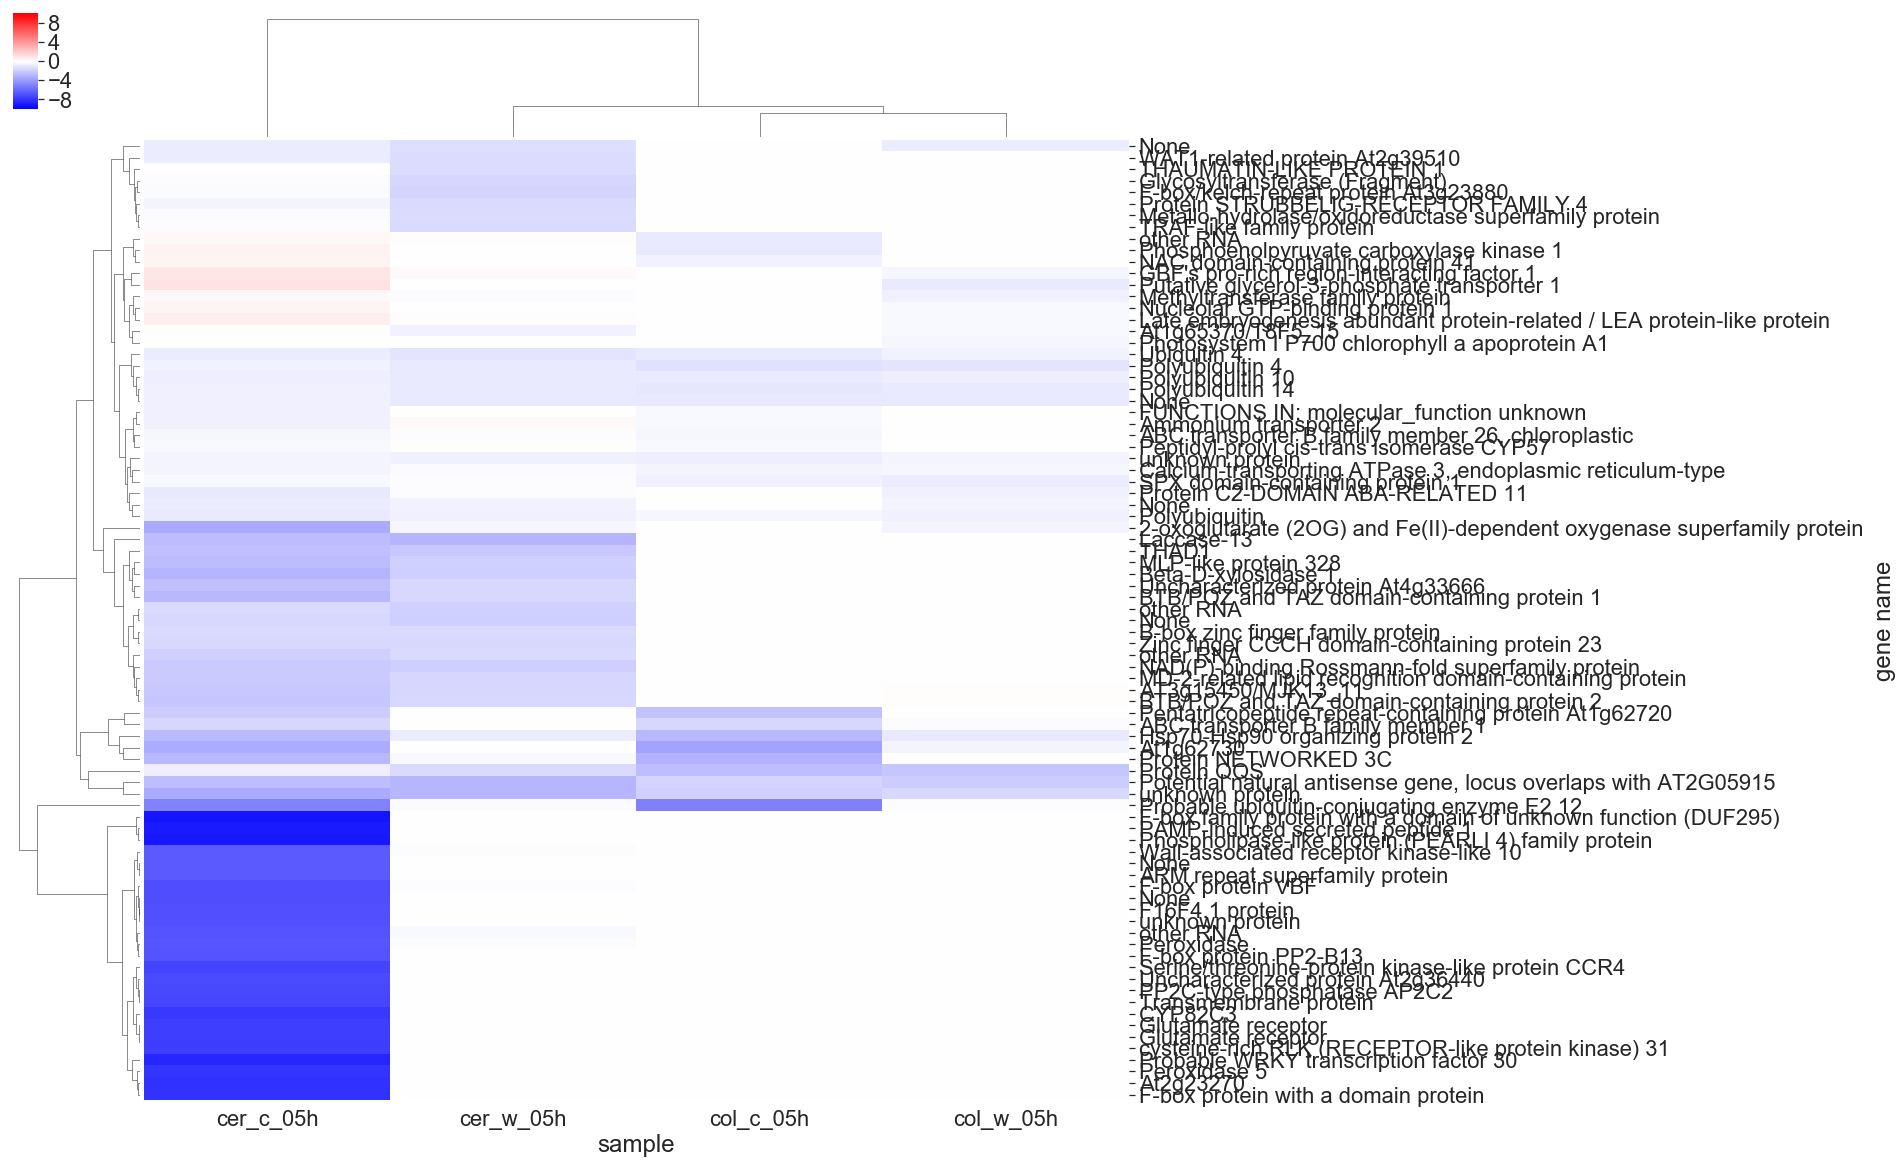 8
4
0
−4
−8
None
WAT1-related protein At2g39510
THAUMATIN-LIKE PROTEIN 1
Glycosyltransferase (Fragment)
F-box/kelch-repeat protein At3g23880
Protein STRUBBELIG-RECEPTOR FAMILY 4
Metallo-hydrolase/oxidoreductase superfamily protein
TRAF-like family protein
other RNA
Phosphoenolpyruvate carboxylase kinase 1
NAC domain-containing protein 41
GBF's pro-rich region-interacting factor 1
Putative glycerol-3-phosphate transporter 1
Methyltransferase family protein
Nucleolar GTP-binding protein 1
Late embryogenesis abundant protein-related / LEA protein-like protein
At1g65370/T8F5_15
Photosystem I P700 chlorophyll a apoprotein A1
Ubiquitin 4
Polyubiquitin 4
Polyubiquitin 10
Polyubiquitin 14
None
FUNCTIONS IN: molecular_function unknown
Ammonium transporter 2
ABC transporter B family member 26, chloroplastic
Peptidyl-prolyl cis-trans isomerase CYP57
unknown protein
Calcium-transporting ATPase 3, endoplasmic reticulum-type
SPX domain-containing protein 1
Protein C2-DOMAIN ABA-RELATED 11
None
Polyubiquitin
2-oxoglutarate (2OG) and Fe(II)-dependent oxygenase superfamily protein
Laccase-13
THAD1
MLP-like protein 328
Beta-D-xylosidase 1
Uncharacterized protein At4g33666
BTB/POZ and TAZ domain-containing protein 1
other RNA
None
B-box zinc finger family protein
Zinc finger CCCH domain-containing protein 23
other RNA
NAD(P)-binding Rossmann-fold superfamily protein
MD-2-related lipid recognition domain-containing protein
AT3g15450/MJK13_11
BTB/POZ and TAZ domain-containing protein 2
Pentatricopeptide repeat-containing protein At1g62720
ABC transporter B family member 1
Hsp70-Hsp90 organizing protein 2
At1g62730
Protein NETWORKED 3C
Protein QQS
Potential natural antisense gene, locus overlaps with AT2G05915
unknown protein
Probable ubiquitin-conjugating enzyme E2 12
F-box family protein with a domain of unknown function (DUF295)
PAMP-induced secreted peptide 1
Phospholipase-like protein (PEARLI 4) family protein
Wall-associated receptor kinase-like 10
None
ARM repeat superfamily protein
F-box protein VBF
None
F16F4.1 protein
unknown protein
other RNA
Peroxidase
F-box protein PP2-B13
Serine/threonine-protein kinase-like protein CCR4
Uncharacterized protein At2g36440
PP2C-type phosphatase AP2C2
Transmembrane protein
CYP82C3
Glutamate receptor
Glutamate receptor
cysteine-rich RLK (RECEPTOR-like protein kinase) 31
Probable WRKY transcription factor 30
Peroxidase 5
At2g23270
F-box protein with a domain protein
gene name
cer_c_05h
cer_w_05h
col_c_05h
col_w_05h
sample